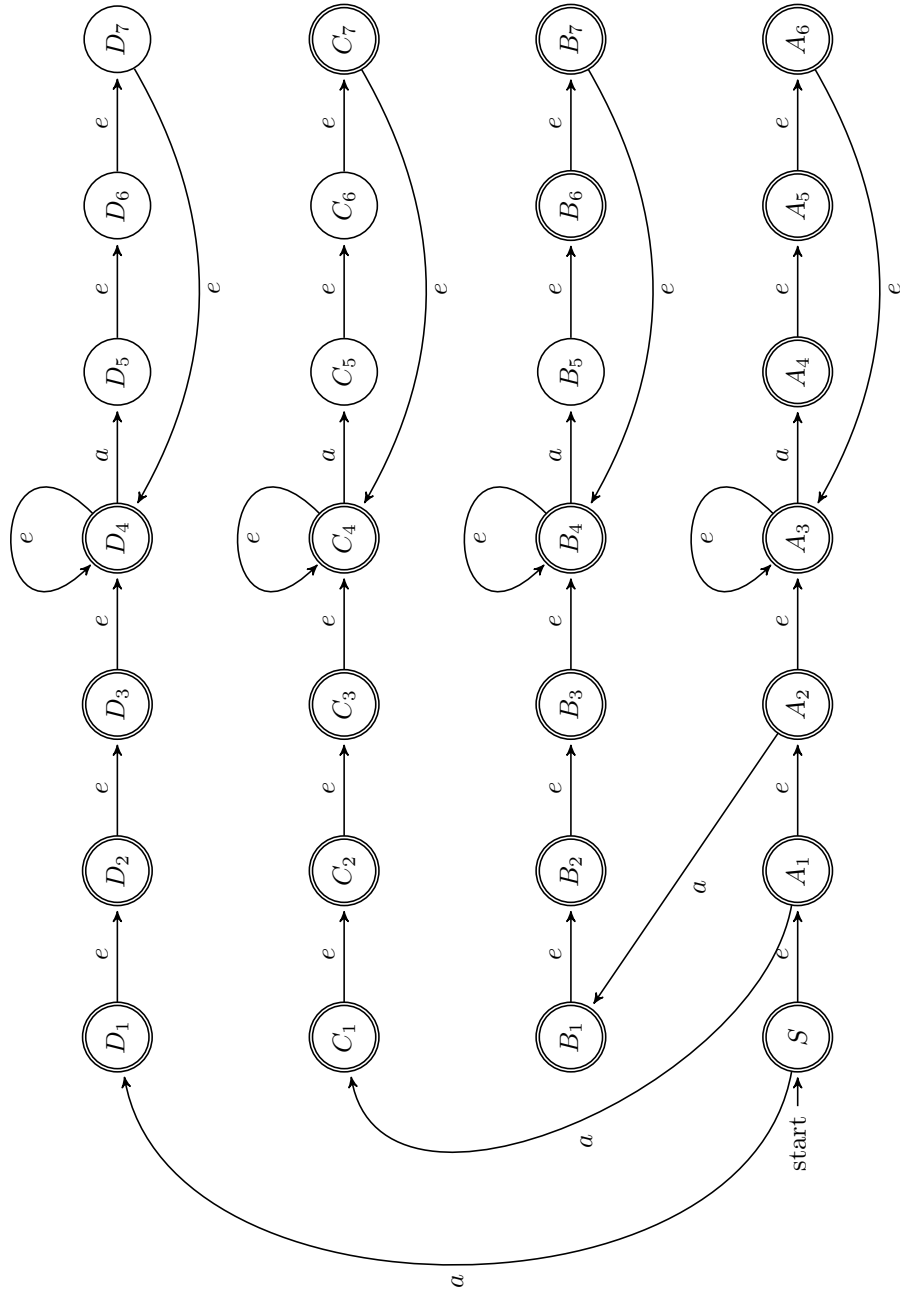 e
e e e a e e
D₁ D₂ D₃ D₄ D₅ D₆ D₇
e
e
e e e a e e
C₁ C₂ C₃ C₄ C₅ C₆ C₇
e
a
e
e e e a e e
B₁ B₂ B₃ B₄ B₅ B₆ B₇
a
e
a
e
e e e a e e
start S A₁ A₂ A₃ A₄ A₅ A₆
e